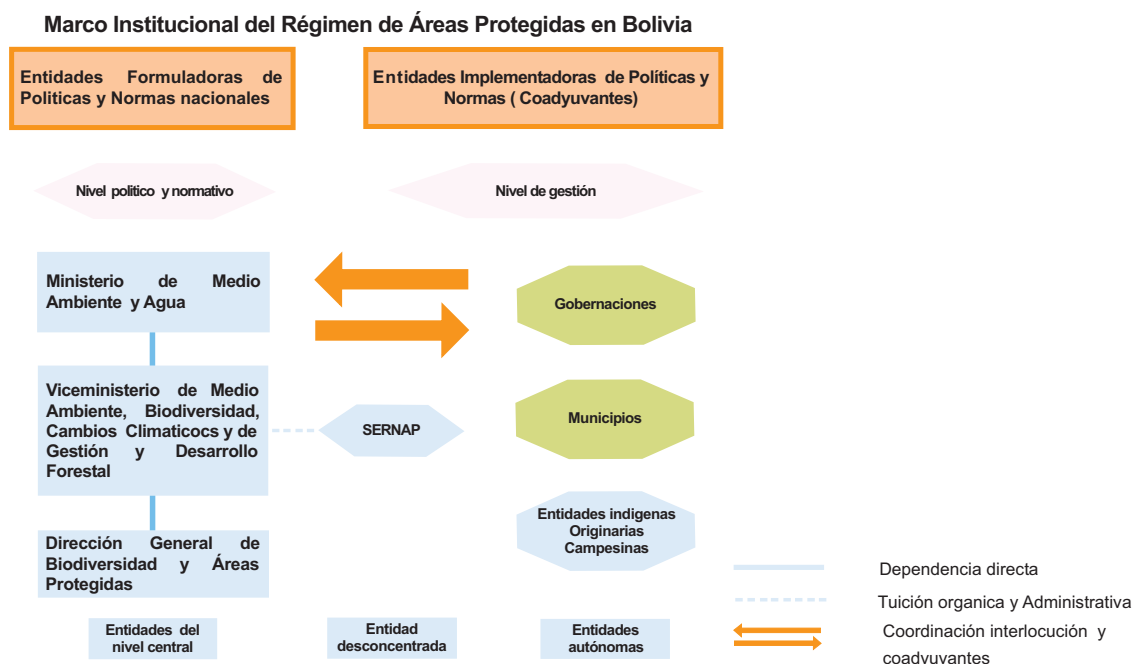 Marco Institucional del Régimen de Áreas Protegidas en Bolivia
Entidades Formuladoras de
Politicas y Normas nacionales
Entidades Implementadoras de Políticas y
Normas ( Coadyuvantes)
Nivel politico y normativo
Nivel de gestión
Ministerio de Medio
Ambiente y Agua
Gobernaciones
Viceministerio de Medio
Ambiente, Biodiversidad,
Cambios Climaticocs y de
Gestión y Desarrollo
Forestal
SERNAP
Municipios
Entidades indigenas
Originarias
Campesinas
Dirección General de
Biodiversidad y Áreas
Protegidas
Entidades del
nivel central
Entidad
desconcentrada
Entidades
autónomas
Dependencia directa
Tuición organica y Administrativa
Coordinación interlocución y
coadyuvantes